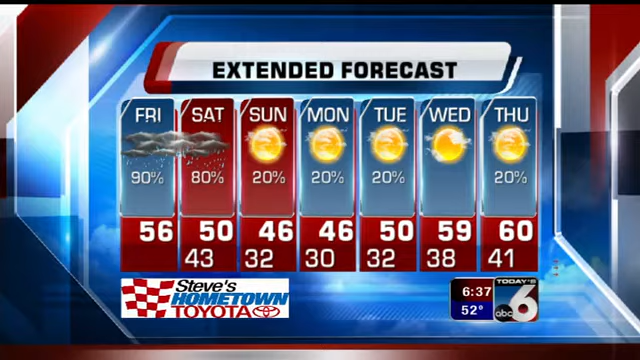 EXTENDED FORECAST
FRI SAT SUN MON TUE WED THU
90% 80% 20% 20% 20% 20%
56 50 46 46 50 59 60
43 32 30 32 38 41
Steve's
HOMETOWN
TOYOTA
6:37
52°
TODAY'S
abc 6